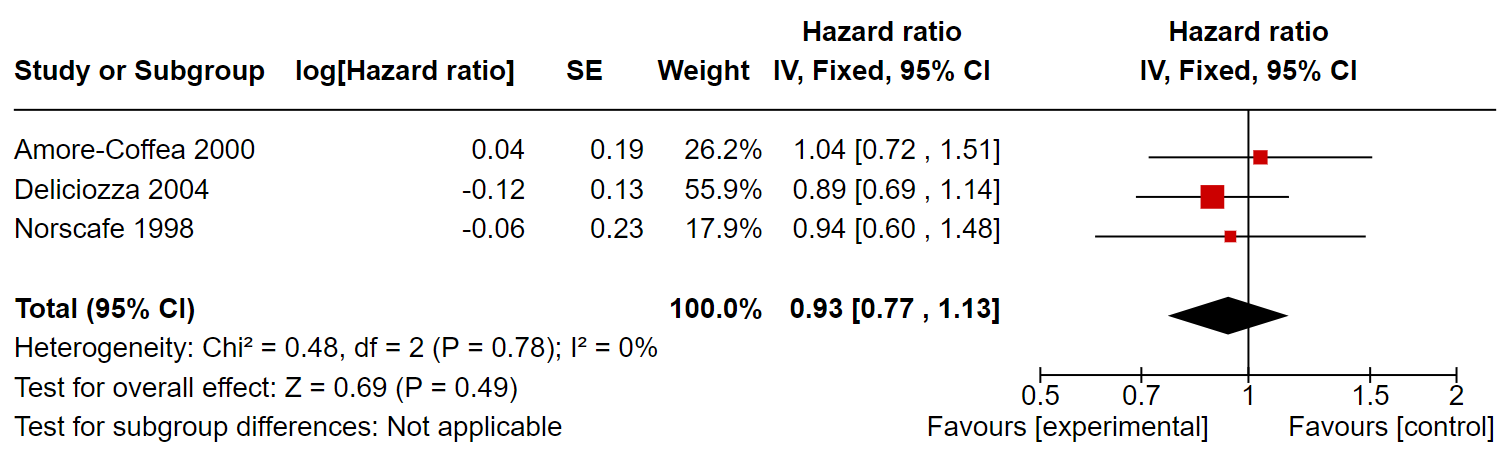 Hazard ratio Hazard ratio
Study or Subgroup log[Hazard ratio] SE Weight IV, Fixed, 95% CI IV, Fixed, 95% CI
Amore-Coffea 2000 0.04 0.19 26.2% 1.04 [0.72 , 1.51]
Deliciozza 2004 -0.12 0.13 55.9% 0.89 [0.69 , 1.14]
Norscafe 1998 -0.06 0.23 17.9% 0.94 [0.60 , 1.48]
Total (95% CI) 100.0% 0.93 [0.77 , 1.13]
Heterogeneity: Chi² = 0.48, df = 2 (P = 0.78); I² = 0%
Test for overall effect: Z = 0.69 (P = 0.49)
0.5 0.7 1 1.5 2
Test for subgroup differences: Not applicable
Favours [experimental] Favours [control]